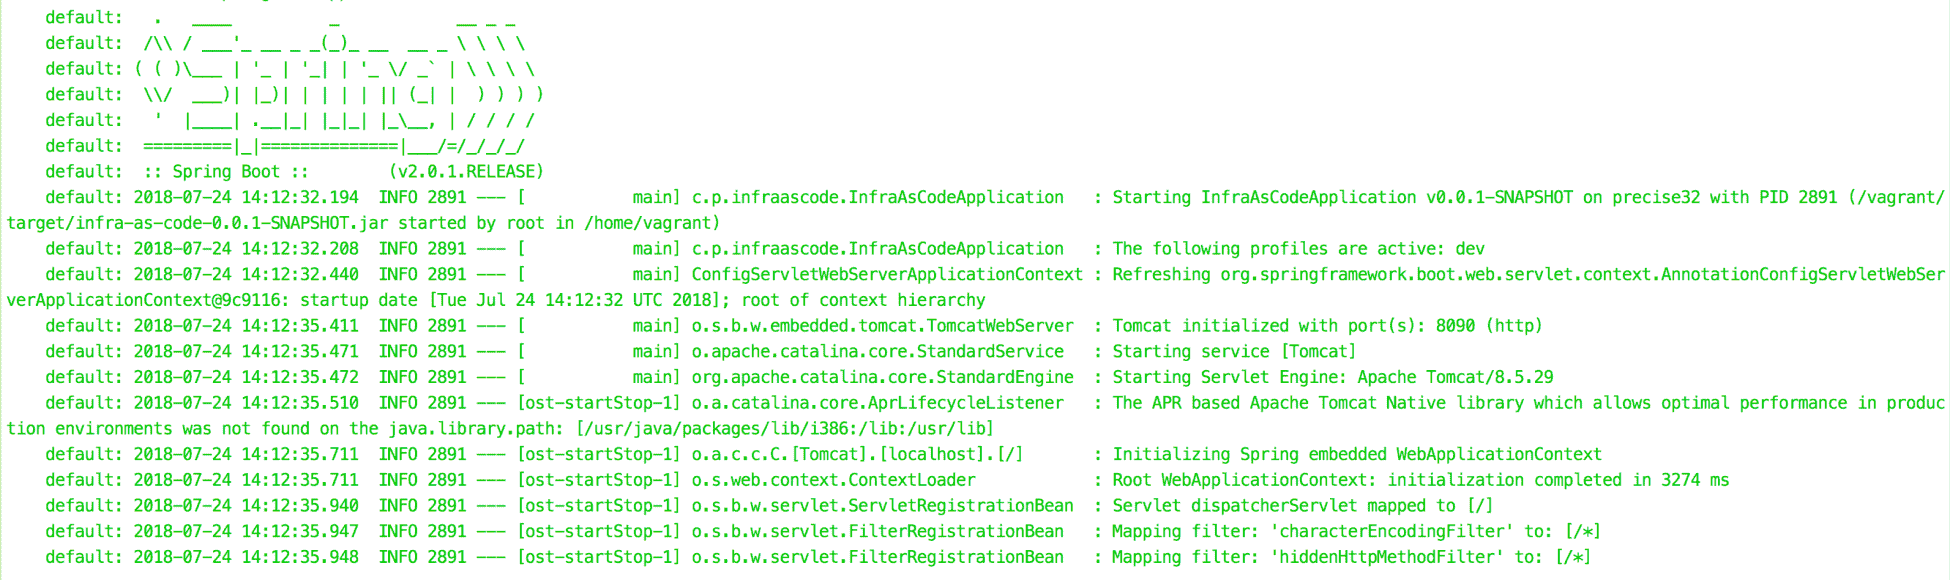 default:   .   ____          _            __ _ _
default:  /\\ / ___'_ __ _ _(_)_ __  __ _ \ \ \ \
default: ( ( )\___ | '_ | '_| | '_ \/ _` | \ \ \ \
default:  \\/  ___)| |_)| | | | | || (_| |  ) ) ) )
default:   '  |____| .__|_| |_|_| |_\__, | / / / /
default:  =========|_|==============|___/=/_/_/_/
default:  :: Spring Boot ::        (v2.0.1.RELEASE)
default: 2018-07-24 14:12:32.194  INFO 2891 --- [           main] c.p.infraascode.InfraAsCodeApplication   : Starting InfraAsCodeApplication v0.0.1-SNAPSHOT on precise32 with PID 2891 (/vagrant/
target/infra-as-code-0.0.1-SNAPSHOT.jar started by root in /home/vagrant)
default: 2018-07-24 14:12:32.208  INFO 2891 --- [           main] c.p.infraascode.InfraAsCodeApplication   : The following profiles are active: dev
default: 2018-07-24 14:12:32.440  INFO 2891 --- [           main] ConfigServletWebServerApplicationContext : Refreshing org.springframework.boot.web.servlet.context.AnnotationConfigServletWebSer
verApplicationContext@9c9116: startup date [Tue Jul 24 14:12:32 UTC 2018]; root of context hierarchy
default: 2018-07-24 14:12:35.411  INFO 2891 --- [           main] o.s.b.w.embedded.tomcat.TomcatWebServer  : Tomcat initialized with port(s): 8090 (http)
default: 2018-07-24 14:12:35.471  INFO 2891 --- [           main] o.apache.catalina.core.StandardService   : Starting service [Tomcat]
default: 2018-07-24 14:12:35.472  INFO 2891 --- [           main] org.apache.catalina.core.StandardEngine  : Starting Servlet Engine: Apache Tomcat/8.5.29
default: 2018-07-24 14:12:35.510  INFO 2891 --- [ost-startStop-1] o.a.catalina.core.AprLifecycleListener   : The APR based Apache Tomcat Native library which allows optimal performance in produc
tion environments was not found on the java.library.path: [/usr/java/packages/lib/i386:/lib:/usr/lib]
default: 2018-07-24 14:12:35.711  INFO 2891 --- [ost-startStop-1] o.a.c.c.C.[Tomcat].[localhost].[/]       : Initializing Spring embedded WebApplicationContext
default: 2018-07-24 14:12:35.711  INFO 2891 --- [ost-startStop-1] o.s.web.context.ContextLoader            : Root WebApplicationContext: initialization completed in 3274 ms
default: 2018-07-24 14:12:35.940  INFO 2891 --- [ost-startStop-1] o.s.b.w.servlet.ServletRegistrationBean  : Servlet dispatcherServlet mapped to [/]
default: 2018-07-24 14:12:35.947  INFO 2891 --- [ost-startStop-1] o.s.b.w.servlet.FilterRegistrationBean   : Mapping filter: 'characterEncodingFilter' to: [/*]
default: 2018-07-24 14:12:35.948  INFO 2891 --- [ost-startStop-1] o.s.b.w.servlet.FilterRegistrationBean   : Mapping filter: 'hiddenHttpMethodFilter' to: [/*]